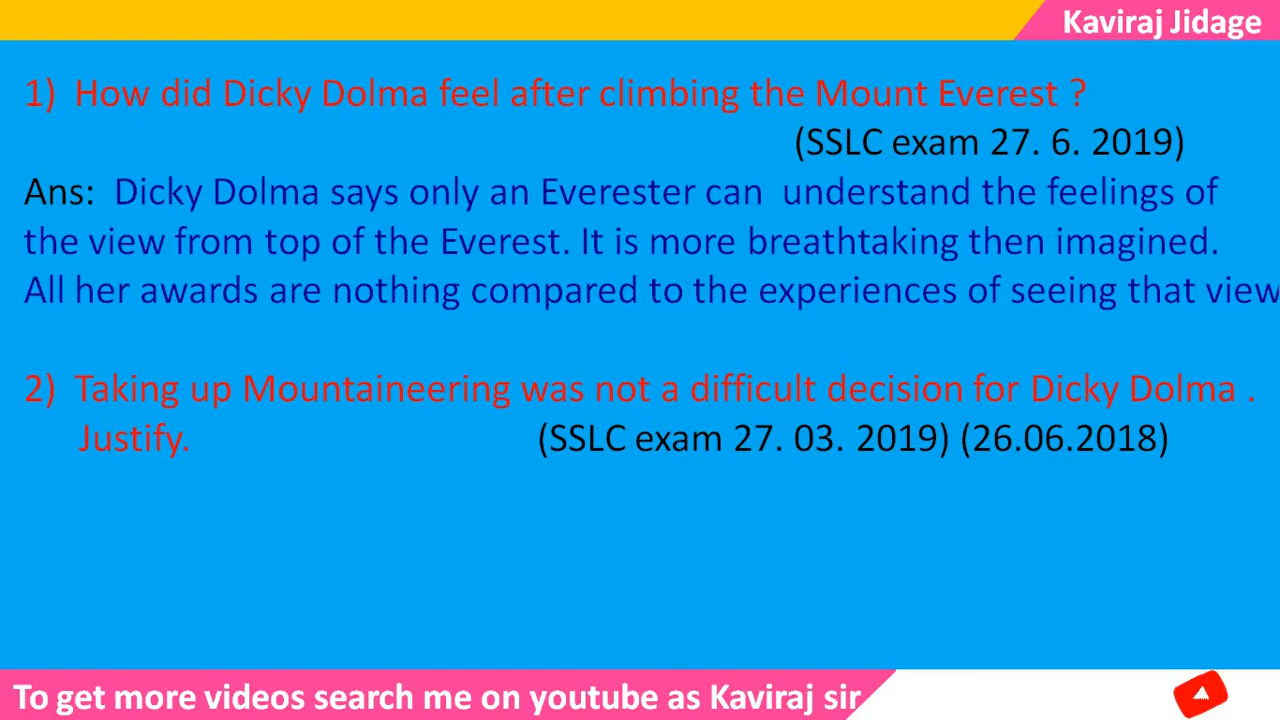 Kaviraj Jidage
1) How did Dicky Dolma feel after climbing the Mount Everest ?
(SSLC exam 27. 6. 2019)
Ans: Dicky Dolma says only an Everester can understand the feelings of
the view from top of the Everest. It is more breathtaking then imagined.
All her awards are nothing compared to the experiences of seeing that view
2) Taking up Mountaineering was not a difficult decision for Dicky Dolma .
Justify. (SSLC exam 27. 03. 2019) (26.06.2018)
To get more videos search me on youtube as Kaviraj sir